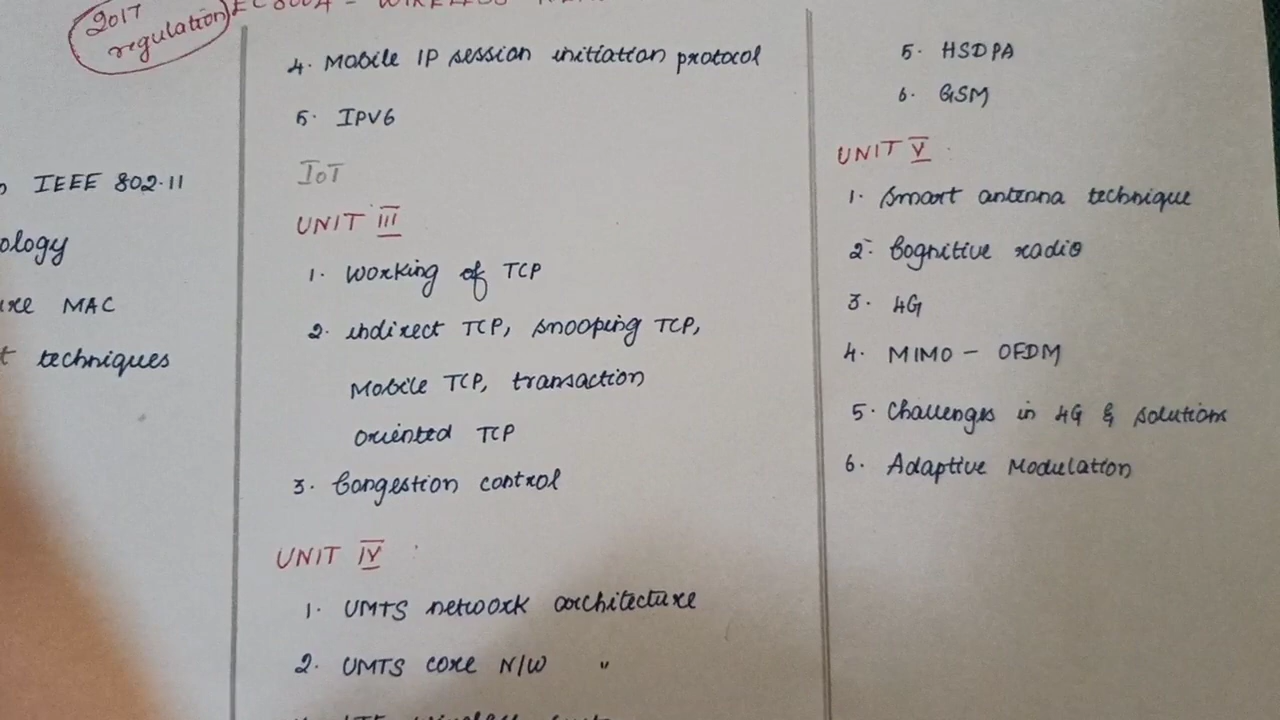 2017
regulation
4. Mobile IP session initiation protocol
5. IPV6
IoT
UNIT III
1. Working of TCP
2. indirect TCP, snooping TCP,
Mobile TCP, transaction
oriented TCP
3. Congestion control
UNIT IV
1. UMTS network architecture
2. UMTS core N/W "
IEEE 802.11
ology
MAC
techniques
5. HSDPA
6. GSM
UNIT V
1. Smart antenna technique
2. Cognitive radio
3. 4G
4. MIMO - OFDM
5. Challenges in 4G & solutions
6. Adaptive Modulation